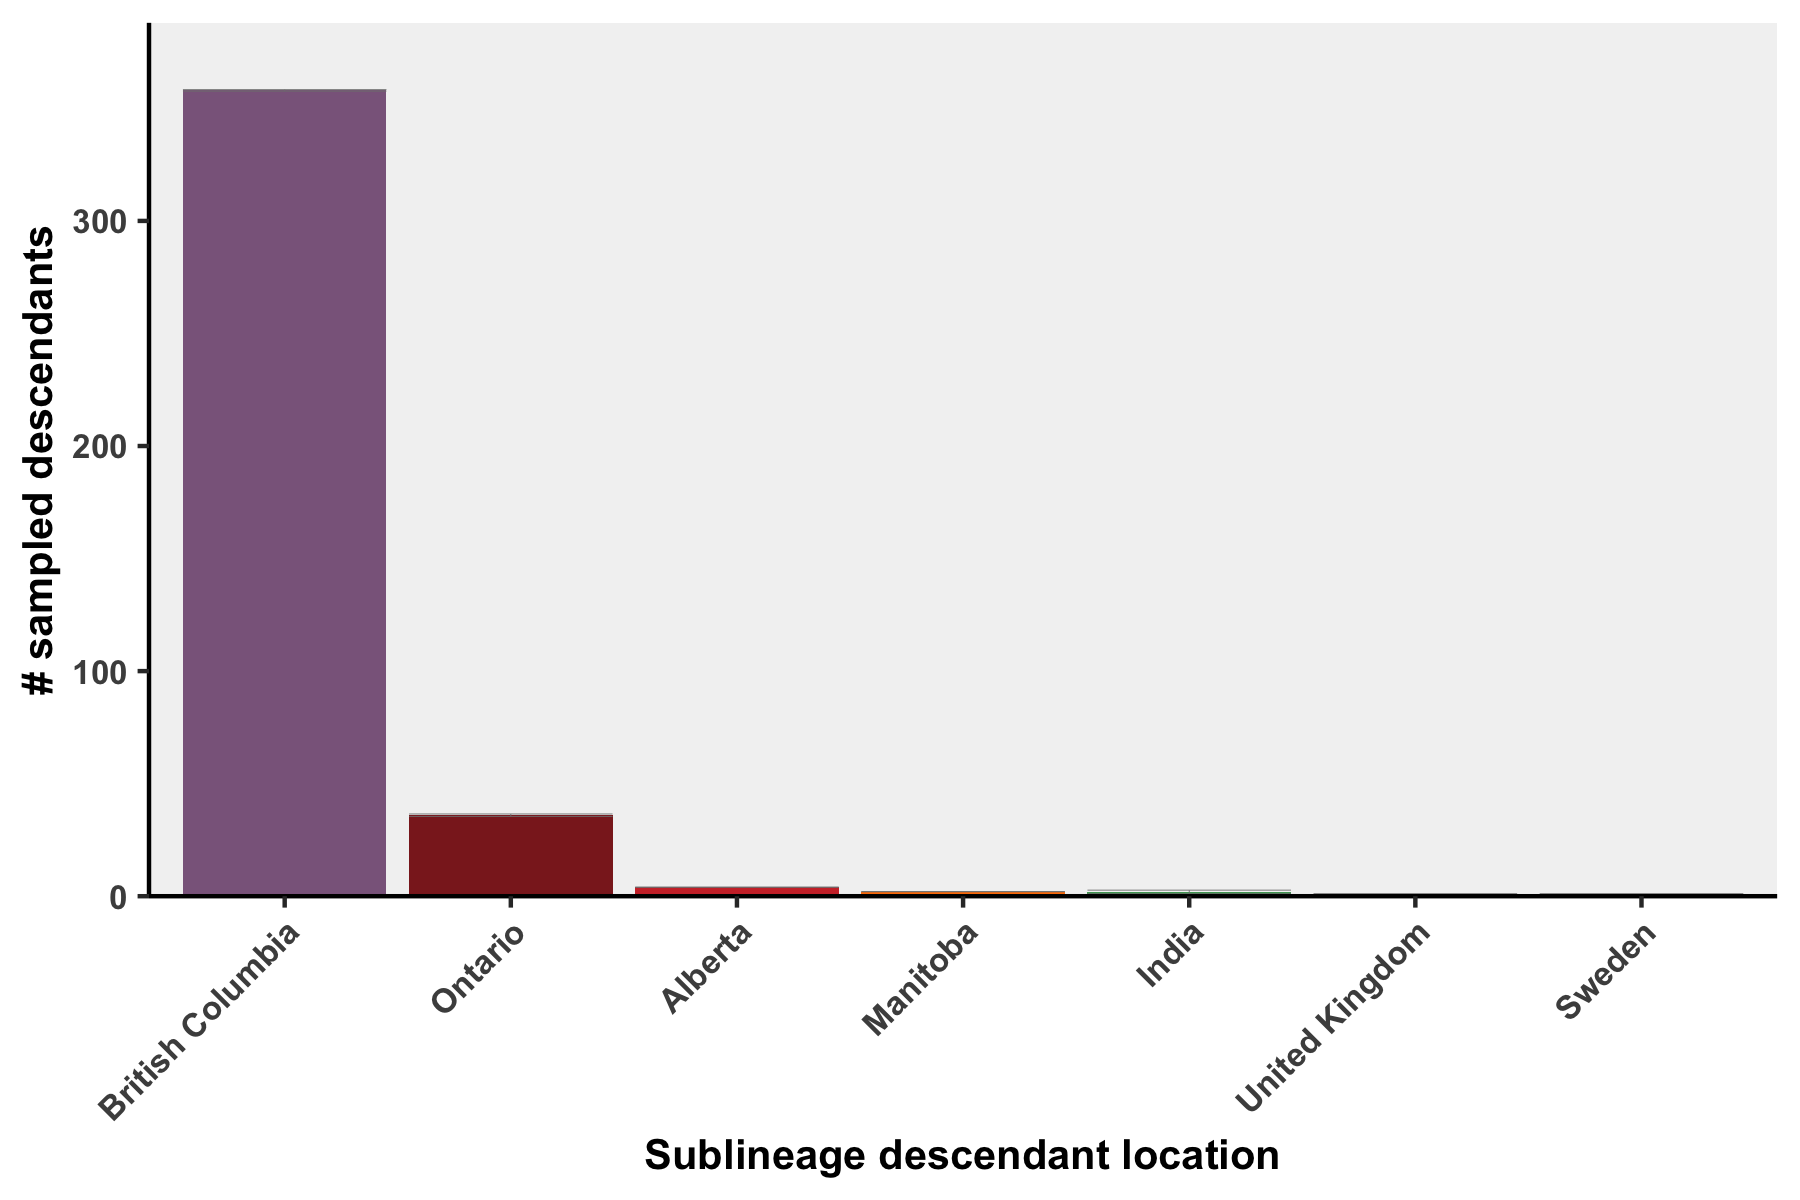 # sampled descendants
300
200
100
0
British Columbia
Ontario
Alberta
Manitoba
India
United Kingdom
Sweden
Sublineage descendant location